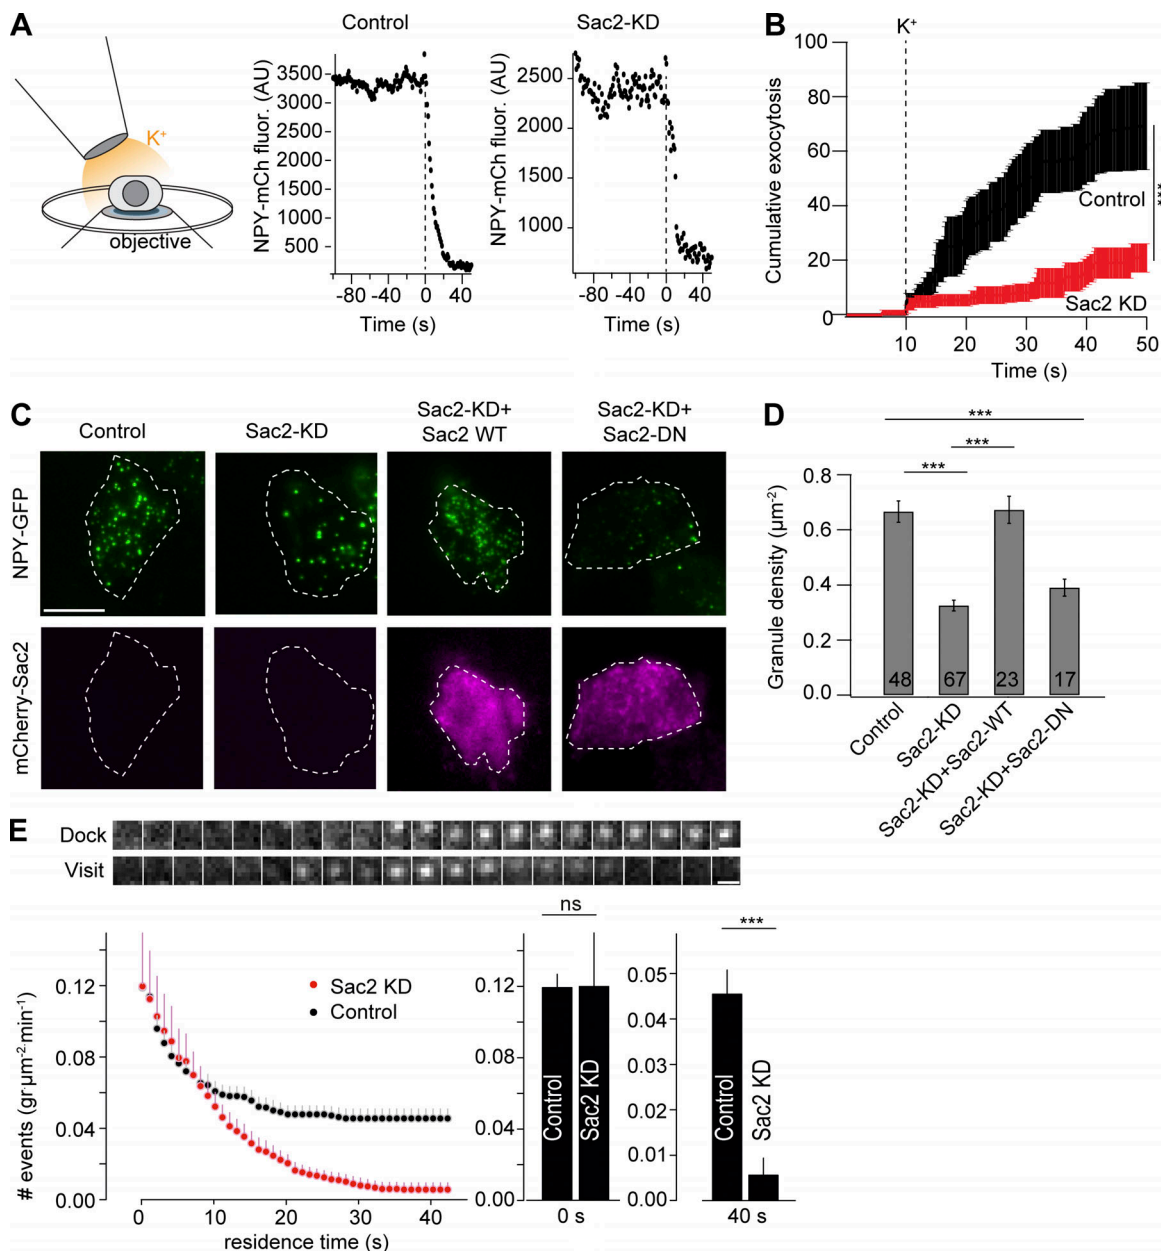 A
Control
Sac2-KD
K⁺
objective
NPY-mCh fluor. (AU)
3500
3000
2500
2000
1500
1000
500
-80
-40
0
40
Time (s)
NPY-mCh fluor. (AU)
2500
2000
1500
1000
-80
-40
0
40
Time (s)
B
K⁺
Cumulative exocytosis
100
80
60
40
20
0
Control
Sac2 KD
***
10
20
30
40
50
Time (s)
C
Control
Sac2-KD
Sac2-KD+
Sac2 WT
Sac2-KD+
Sac2-DN
NPY-GFP
mCherry-Sac2
D
***
***
***
Granule density (µm⁻²)
0.8
0.6
0.4
0.2
0.0
48
67
23
17
Control
Sac2-KD
Sac2-KD+Sac2-WT
Sac2-KD+Sac2-DN
E
Dock
Visit
# events (gr·µm⁻²·min⁻¹)
0.12
0.08
0.04
0.00
Sac2 KD
Control
0
10
20
30
40
residence time (s)
ns
0.12
0.08
0.04
0.00
Control
Sac2 KD
0 s
***
0.05
0.04
0.03
0.02
0.01
0.00
Control
Sac2 KD
40 s